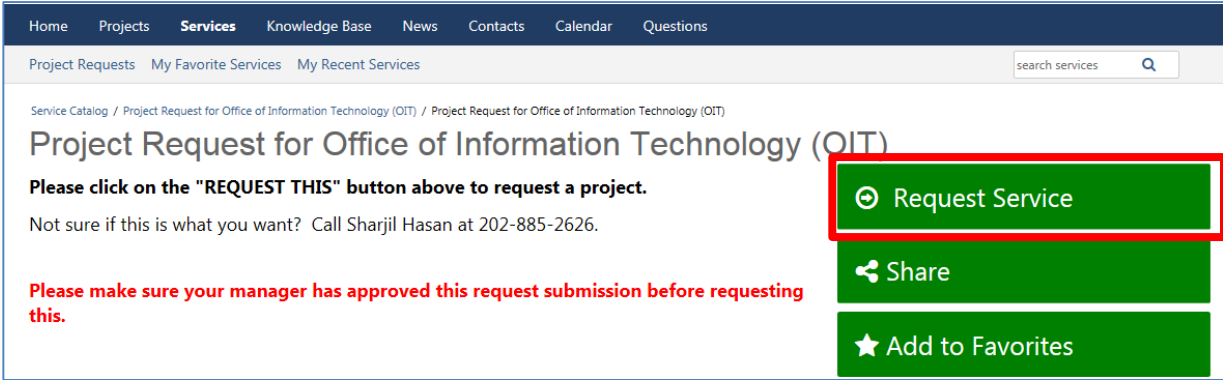 Home Projects Services Knowledge Base News Contacts Calendar Questions
Project Requests My Favorite Services My Recent Services search services
Service Catalog / Project Request for Office of Information Technology (OIT) / Project Request for Office of Information Technology (OIT)
Project Request for Office of Information Technology (OIT)
Please click on the "REQUEST THIS" button above to request a project.
Not sure if this is what you want? Call Sharjil Hasan at 202-885-2626.
Please make sure your manager has approved this request submission before requesting
this.
Request Service
Share
Add to Favorites